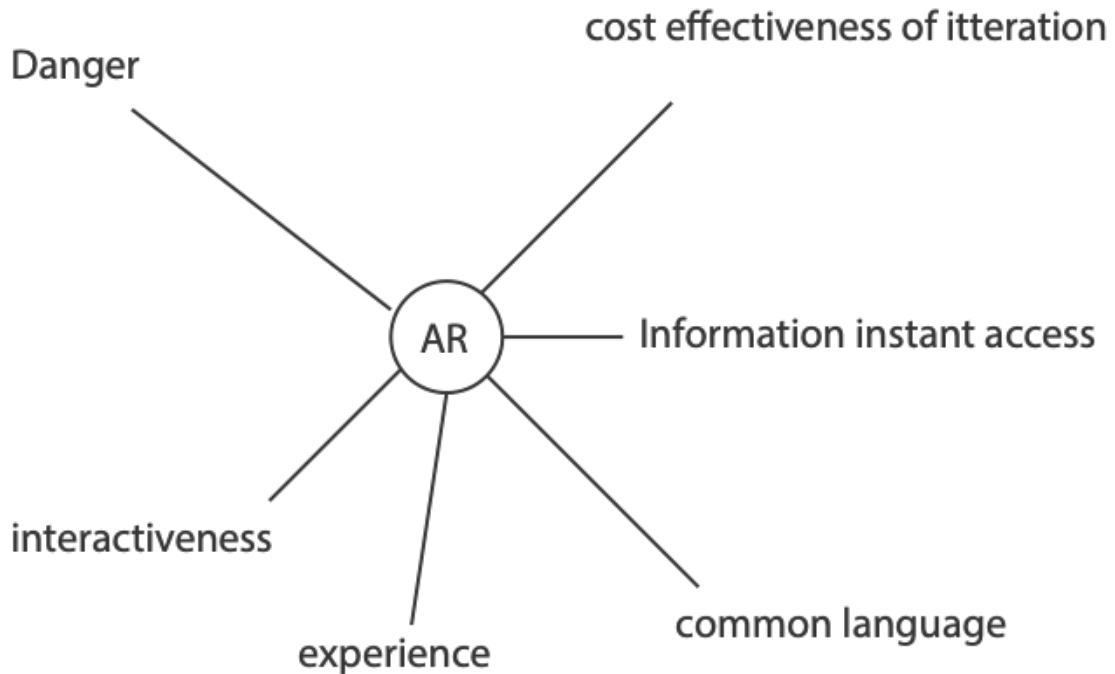 cost effectiveness of itteration
Danger
AR
Information instant access
interactiveness
common language
experience